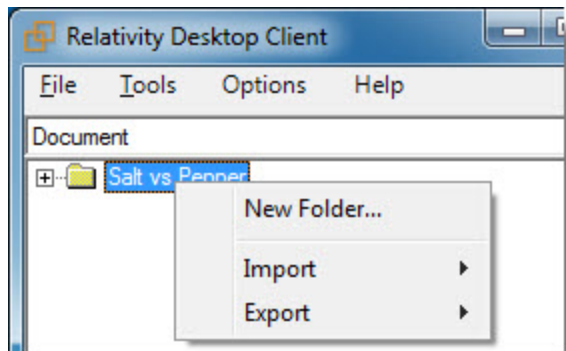 Relativity Desktop Client
File Tools Options Help
Document
Salt vs Pepper
New Folder...
Import
Export